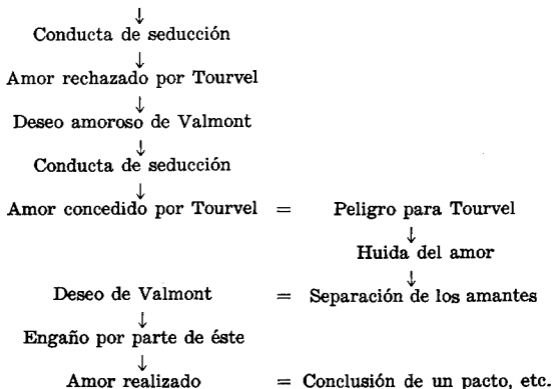 ↓
Conducta de seducción
↓
Amor rechazado por Tourvel
↓
Deseo amoroso de Valmont
↓
Conducta de seducción
↓
Amor concedido por Tourvel = Peligro para Tourvel
↓
Huida del amor
↓
Deseo de Valmont = Separación de los amantes
↓
Engaño por parte de éste
↓
Amor realizado = Conclusión de un pacto, etc.